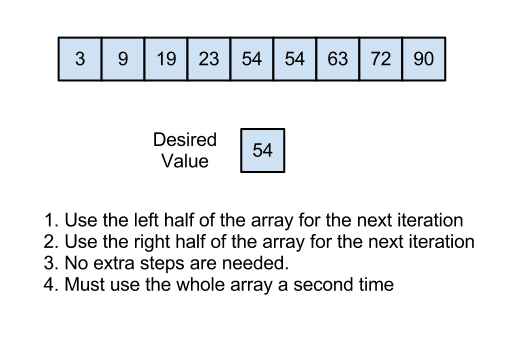 3 9 19 23 54 54 63 72 90
Desired
Value
54
1. Use the left half of the array for the next iteration
2. Use the right half of the array for the next iteration
3. No extra steps are needed.
4. Must use the whole array a second time